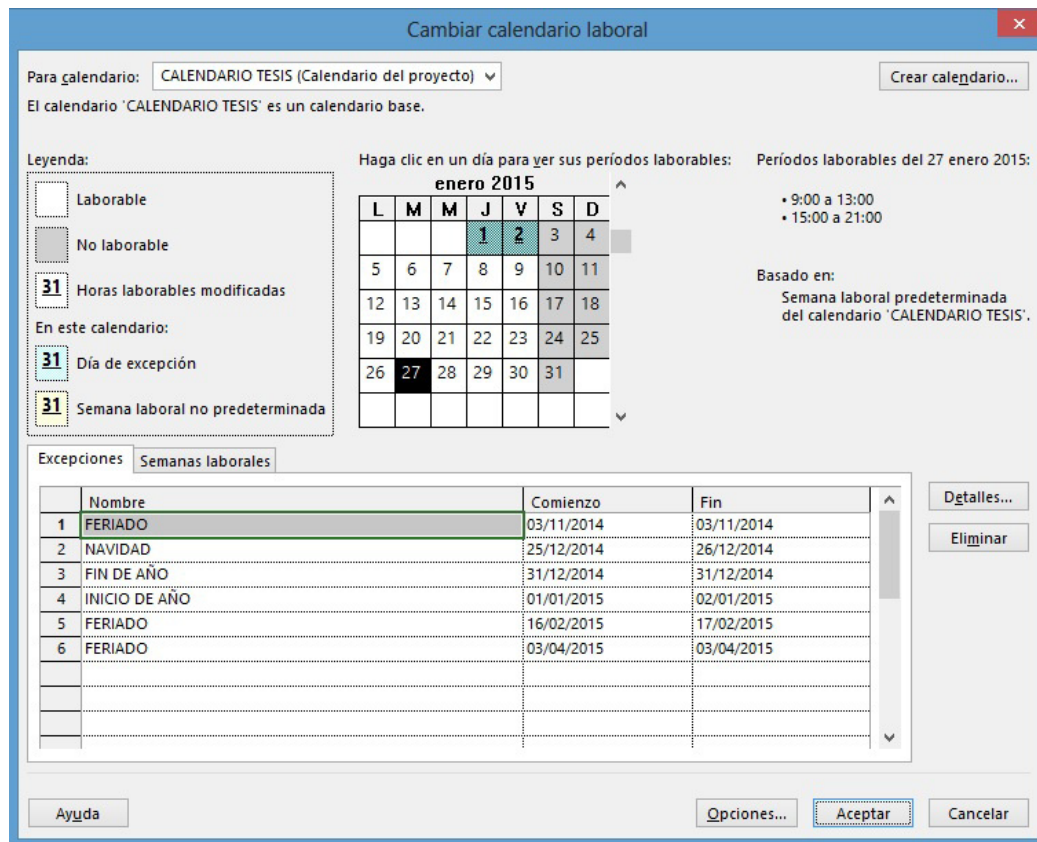 Cambiar calendario laboral
Para calendario: CALENDARIO TESIS (Calendario del proyecto)
Crear calendario...
El calendario 'CALENDARIO TESIS' es un calendario base.
Leyenda:
Laborable
No laborable
31 Horas laborables modificadas
En este calendario:
31 Día de excepción
31 Semana laboral no predeterminada
Haga clic en un día para ver sus períodos laborables:
enero 2015
L M M J V S D
1 2 3 4
5 6 7 8 9 10 11
12 13 14 15 16 17 18
19 20 21 22 23 24 25
26 27 28 29 30 31
Períodos laborables del 27 enero 2015:
• 9:00 a 13:00
• 15:00 a 21:00
Basado en:
Semana laboral predeterminada
del calendario 'CALENDARIO TESIS'.
Excepciones Semanas laborales
Nombre Comienzo Fin
1 FERIADO 03/11/2014 03/11/2014
2 NAVIDAD 25/12/2014 26/12/2014
3 FIN DE AÑO 31/12/2014 31/12/2014
4 INICIO DE AÑO 01/01/2015 02/01/2015
5 FERIADO 16/02/2015 17/02/2015
6 FERIADO 03/04/2015 03/04/2015
Detalles...
Eliminar
Ayuda
Opciones...
Aceptar
Cancelar